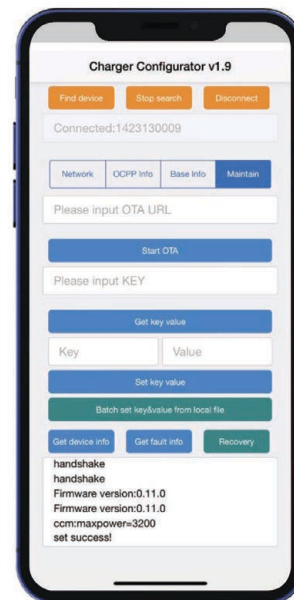 Charger Configurator v1.9
Find device Stop search Disconnect
Connected:1423130009
Network OCPP Info Base Info Maintain
Please input OTA URL
Start OTA
Please input KEY
Get key value
Key Value
Set key value
Batch set key&value from local file
Get device info Get fault info Recovery
handshake
handshake
Firmware version:0.11.0
Firmware version:0.11.0
ccm:maxpower=3200
set success!